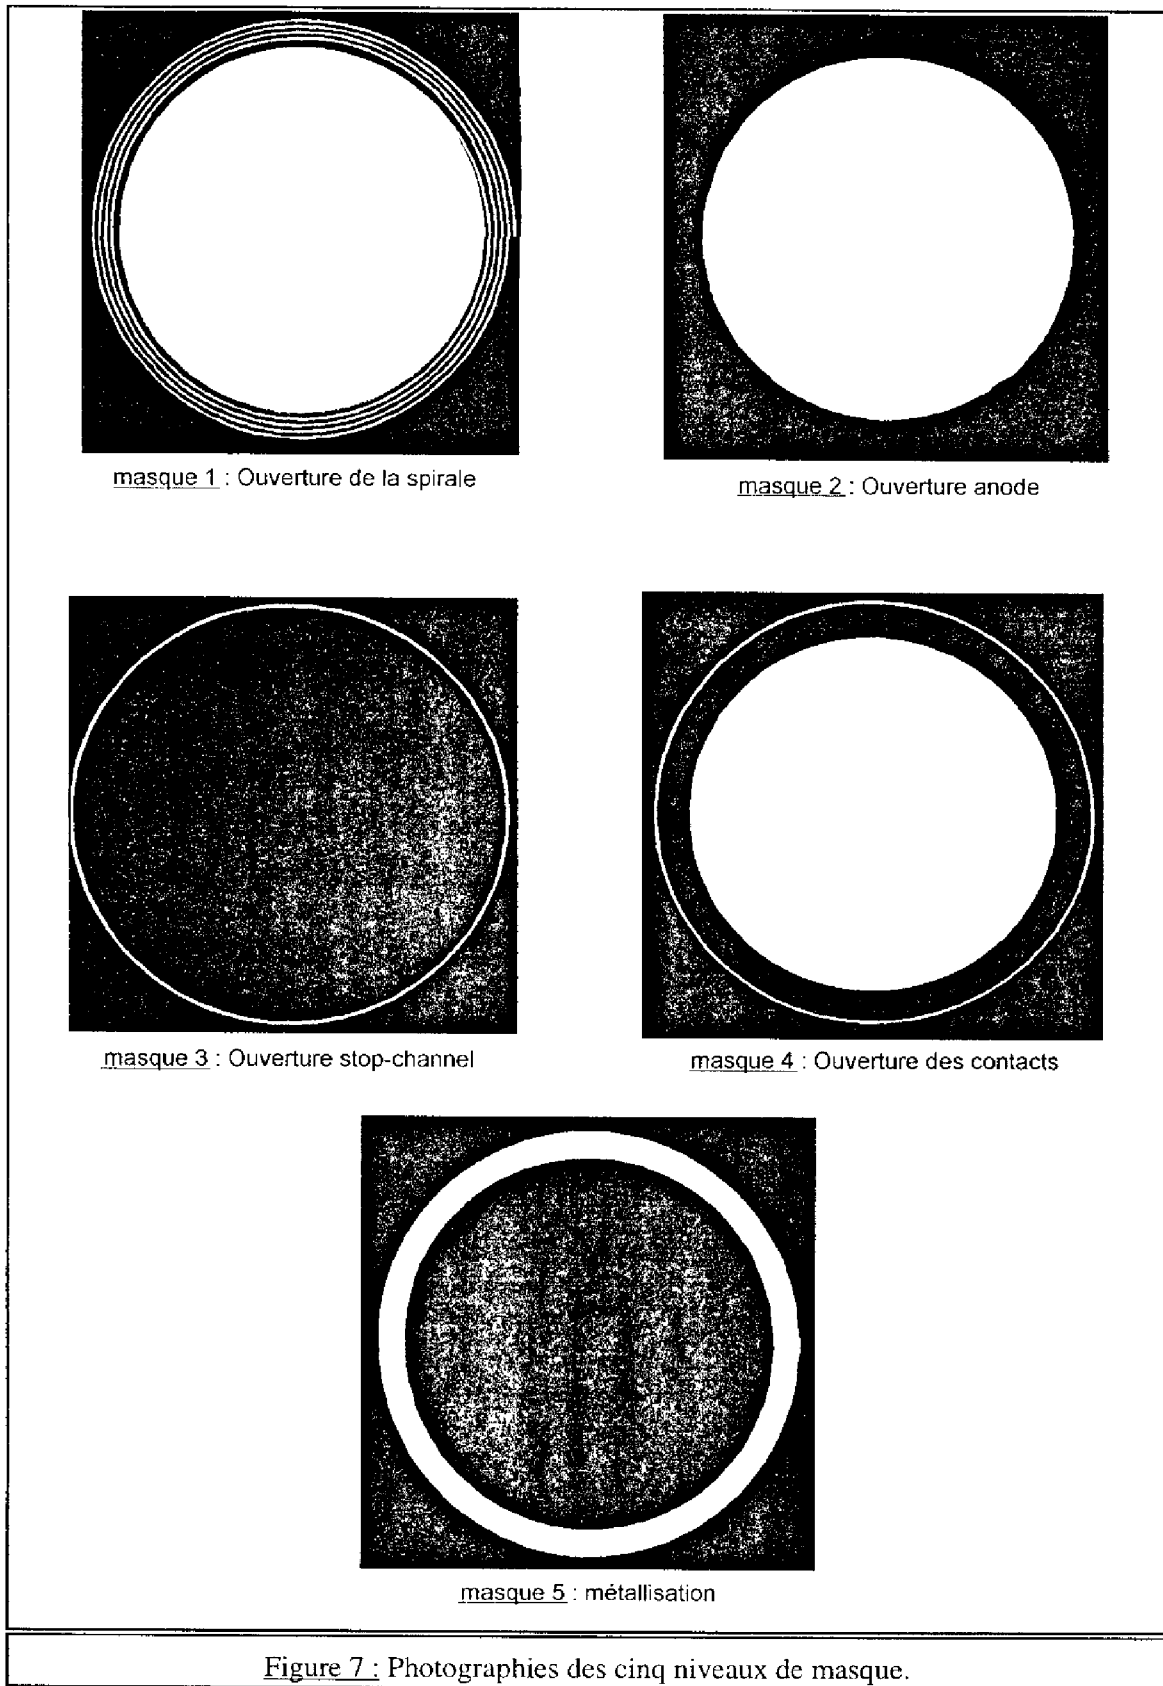 masque 1 : Ouverture de la spirale
masque 2 : Ouverture anode
masque 3 : Ouverture stop-channel
masque 4 : Ouverture des contacts
masque 5 : métallisation
Figure 7 : Photographies des cinq niveaux de masque.